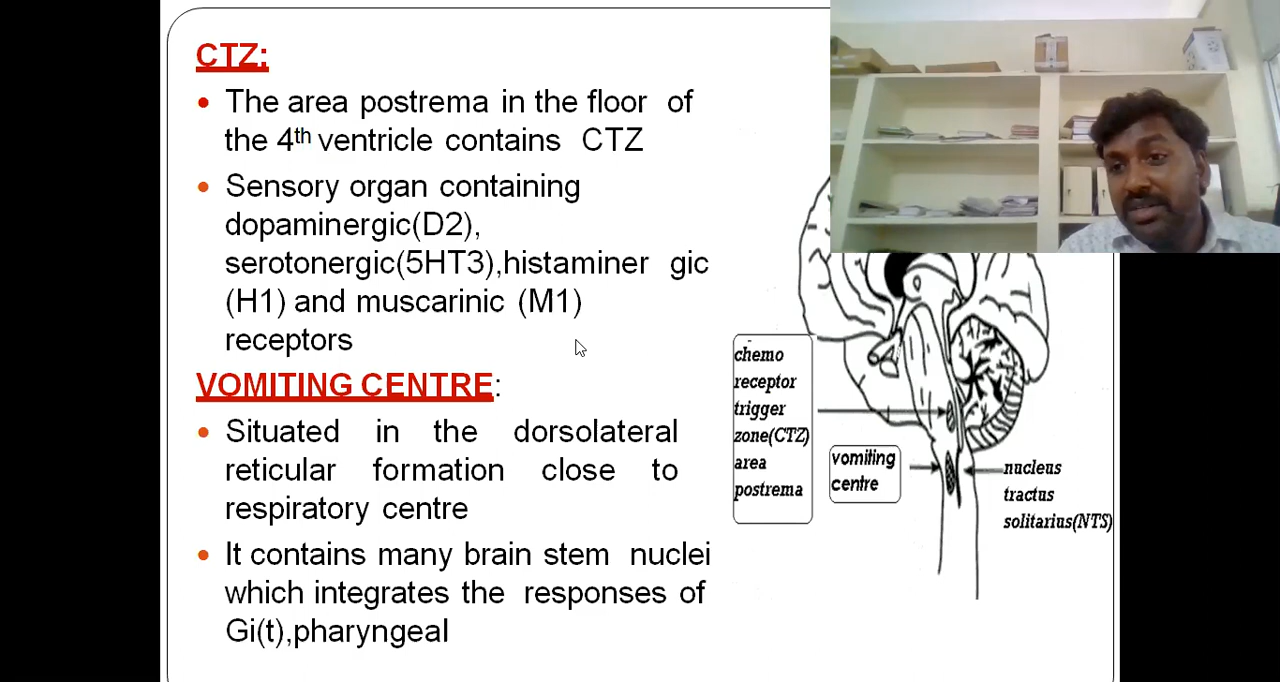 CTZ:
• The area postrema in the floor of
the 4th ventricle contains CTZ
• Sensory organ containing
dopaminergic(D2),
serotonergic(5HT3),histaminer gic
(H1) and muscarinic (M1)
receptors
VOMITING CENTRE:
• Situated in the dorsolateral
reticular formation close to
respiratory centre
• It contains many brain stem nuclei
which integrates the responses of
Gi(t),pharyngeal
chemo
receptor
trigger
zone(CTZ)
area
postrema
vomiting
centre
nucleus
tractus
solitarius(NTS)